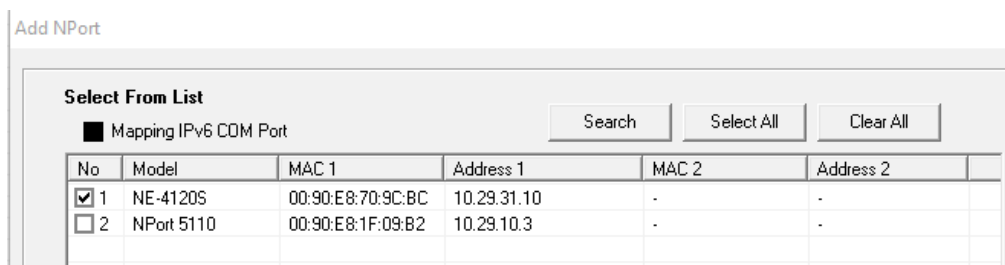 Add NPort
Select From List
Mapping IPv6 COM Port Search Select All Clear All
No Model MAC 1 Address 1 MAC 2 Address 2
1 NE-4120S 00:90:E8:70:9C:BC 10.29.31.10 - -
2 NPort 5110 00:90:E8:1F:09:B2 10.29.10.3 - -